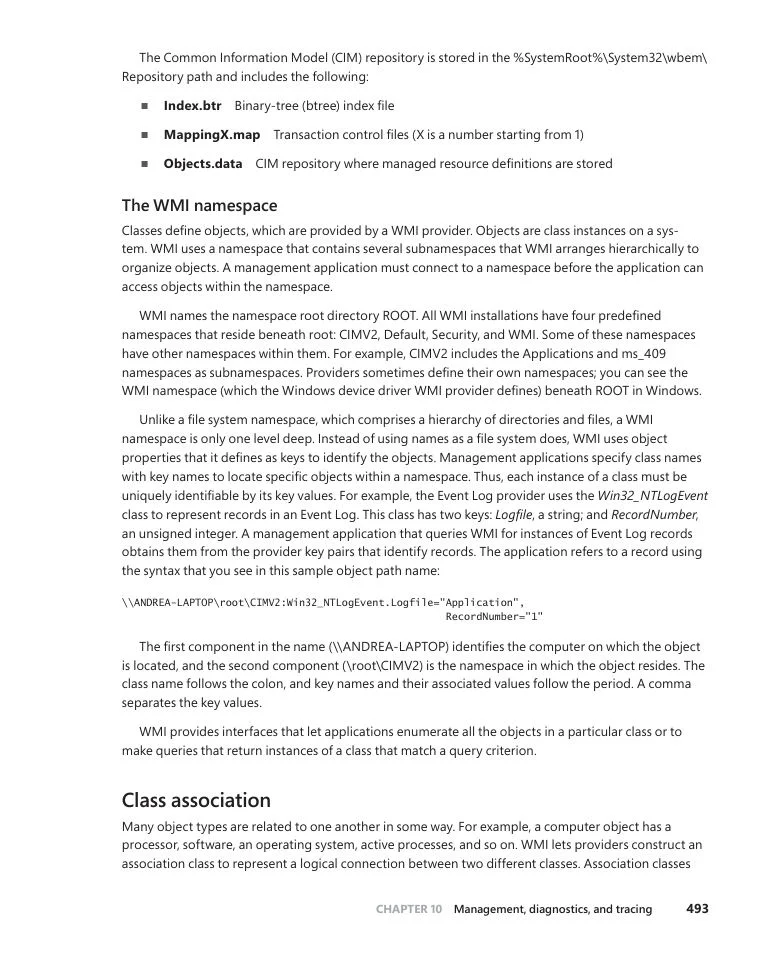 The Common Information Model (CIM) repository is stored in the %SystemRoot%\System32\wbem\
Repository path and includes the following:
■ Index.btr Binary-tree (btree) index file
■ MappingX.map Transaction control files (X is a number starting from 1)
■ Objects.data CIM repository where managed resource definitions are stored
The WMI namespace
Classes define objects, which are provided by a WMI provider. Objects are class instances on a sys-
tem. WMI uses a namespace that contains several subnamespaces that WMI arranges hierarchically to
organize objects. A management application must connect to a namespace before the application can
access objects within the namespace.
WMI names the namespace root directory ROOT. All WMI installations have four predefined
namespaces that reside beneath root: CIMV2, Default, Security, and WMI. Some of these namespaces
have other namespaces within them. For example, CIMV2 includes the Applications and ms_409
namespaces as subnamespaces. Providers sometimes define their own namespaces; you can see the
WMI namespace (which the Windows device driver WMI provider defines) beneath ROOT in Windows.
Unlike a file system namespace, which comprises a hierarchy of directories and files, a WMI
namespace is only one level deep. Instead of using names as a file system does, WMI uses object
properties that it defines as keys to identify the objects. Management applications specify class names
with key names to locate specific objects within a namespace. Thus, each instance of a class must be
uniquely identifiable by its key values. For example, the Event Log provider uses the Win32_NTLogEvent
class to represent records in an Event Log. This class has two keys: Logfile, a string; and RecordNumber,
an unsigned integer. A management application that queries WMI for instances of Event Log records
obtains them from the provider key pairs that identify records. The application refers to a record using
the syntax that you see in this sample object path name:
\\ANDREA-LAPTOP\root\CIMV2:Win32_NTLogEvent.Logfile="Application",
RecordNumber="1"
The first component in the name (\\ANDREA-LAPTOP) identifies the computer on which the object
is located, and the second component (\root\CIMV2) is the namespace in which the object resides. The
class name follows the colon, and key names and their associated values follow the period. A comma
separates the key values.
WMI provides interfaces that let applications enumerate all the objects in a particular class or to
make queries that return instances of a class that match a query criterion.
Class association
Many object types are related to one another in some way. For example, a computer object has a
processor, software, an operating system, active processes, and so on. WMI lets providers construct an
association class to represent a logical connection between two different classes. Association classes
CHAPTER 10 Management, diagnostics, and tracing 493